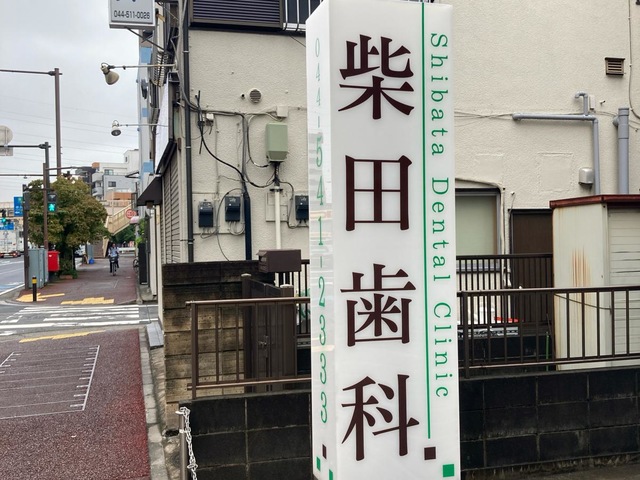 044-511-0026
柴田歯科
Shibata Dental Clinic
044-541-2333